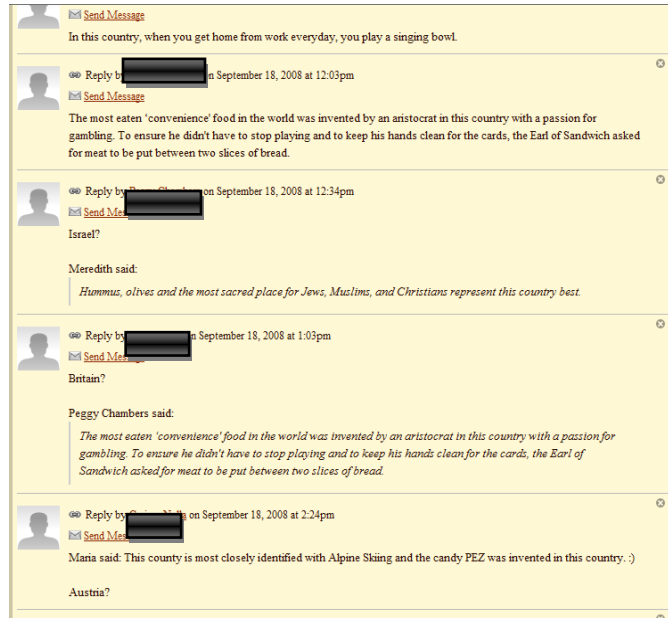 Send Message
In this country, when you get home from work everyday, you play a singing bowl.
Reply by on September 18, 2008 at 12:03pm
Send Message
The most eaten 'convenience' food in the world was invented by an aristocrat in this country with a passion for
gambling. To ensure he didn't have to stop playing and to keep his hands clean for the cards, the Earl of Sandwich asked
for meat to be put between two slices of bread.
Reply by on September 18, 2008 at 12:34pm
Send
Israel?
Meredith said:
Hummus, olives and the most sacred place for Jews, Muslims, and Christians represent this country best.
Reply by September 18, 2008 at 1:03pm
Send
Britain?
Peggy Chambers said:
The most eaten 'convenience' food in the world was invented by an aristocrat in this country with a passion for
gambling. To ensure he didn't have to stop playing and to keep his hands clean for the cards, the Earl of
Sandwich asked for meat to be put between two slices of bread.
Reply by on September 18, 2008 at 2:24pm
Send
Maria said: This county is most closely identified with Alpine Skiing and the candy PEZ was invented in this country. :)
Austria?